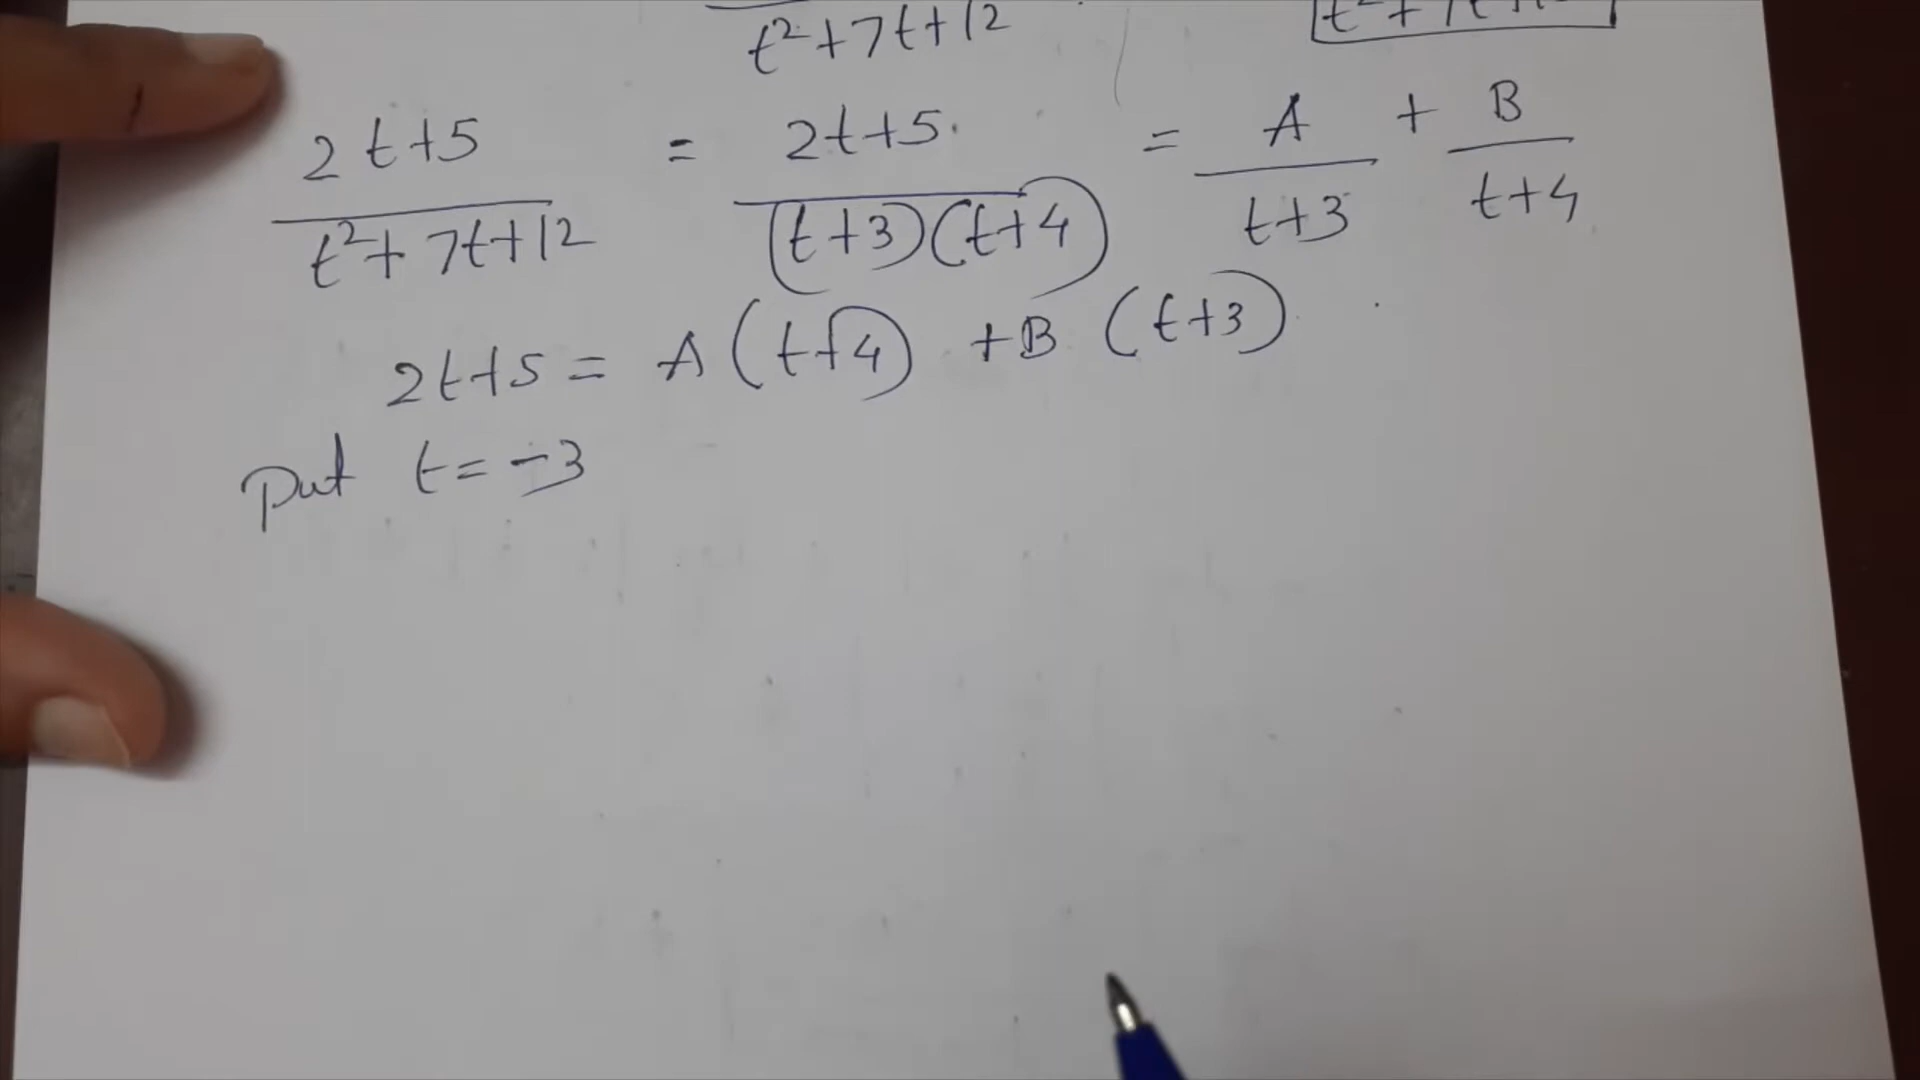 t²+7t+12
2t+5 / t²+7t+12 = 2t+5 / (t+3)(t+4) = A / t+3 + B / t+4
2t+5 = A (t+4) +B (t+3)
Put t = -3